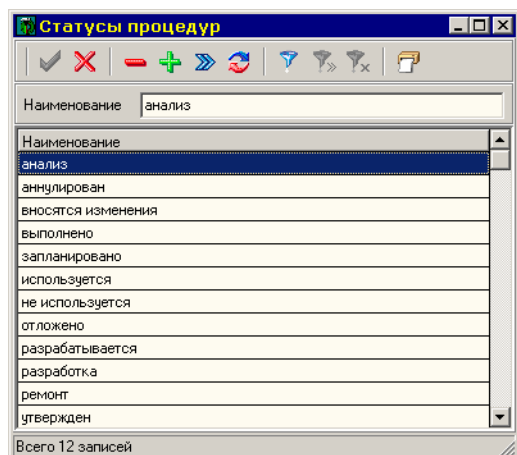 Статусы процедур
Наименование анализ
Наименование
анализ
аннулирован
вносятся изменения
выполнено
запланировано
используется
не используется
отложено
разрабатывается
разработка
ремонт
утвержден
Всего 12 записей